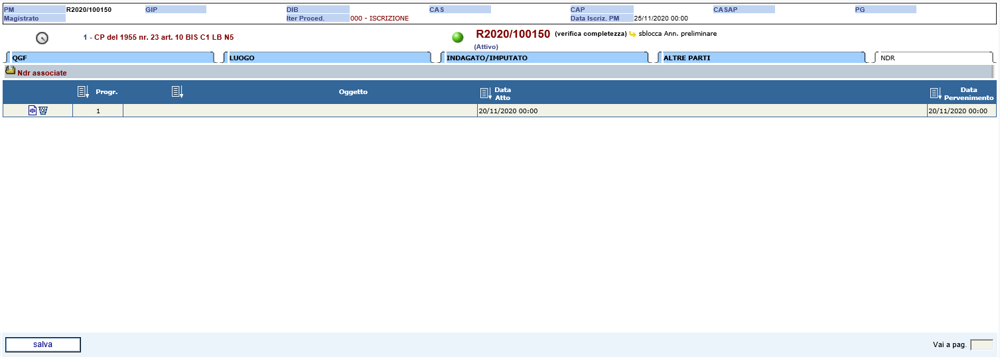 PM R2020/100150 GIP DIB CAS CAP CASAP PG
Magistrato Iter Proced. 000 - ISCRIZIONE Data Iscriz. PM 25/11/2020 00:00
1 - CP del 1955 nr. 23 art. 10 BIS C1 LB N5 R2020/100150 (verifica completezza) sblocca Ann. preliminare
(Attivo)
QGF LUOGO INDAGATO/IMPUTATO ALTRE PARTI NDR
Ndr associate
Progr. Oggetto Data Atto Data Pervenimento
1 20/11/2020 00:00 20/11/2020 00:00
salva Vai a pag.